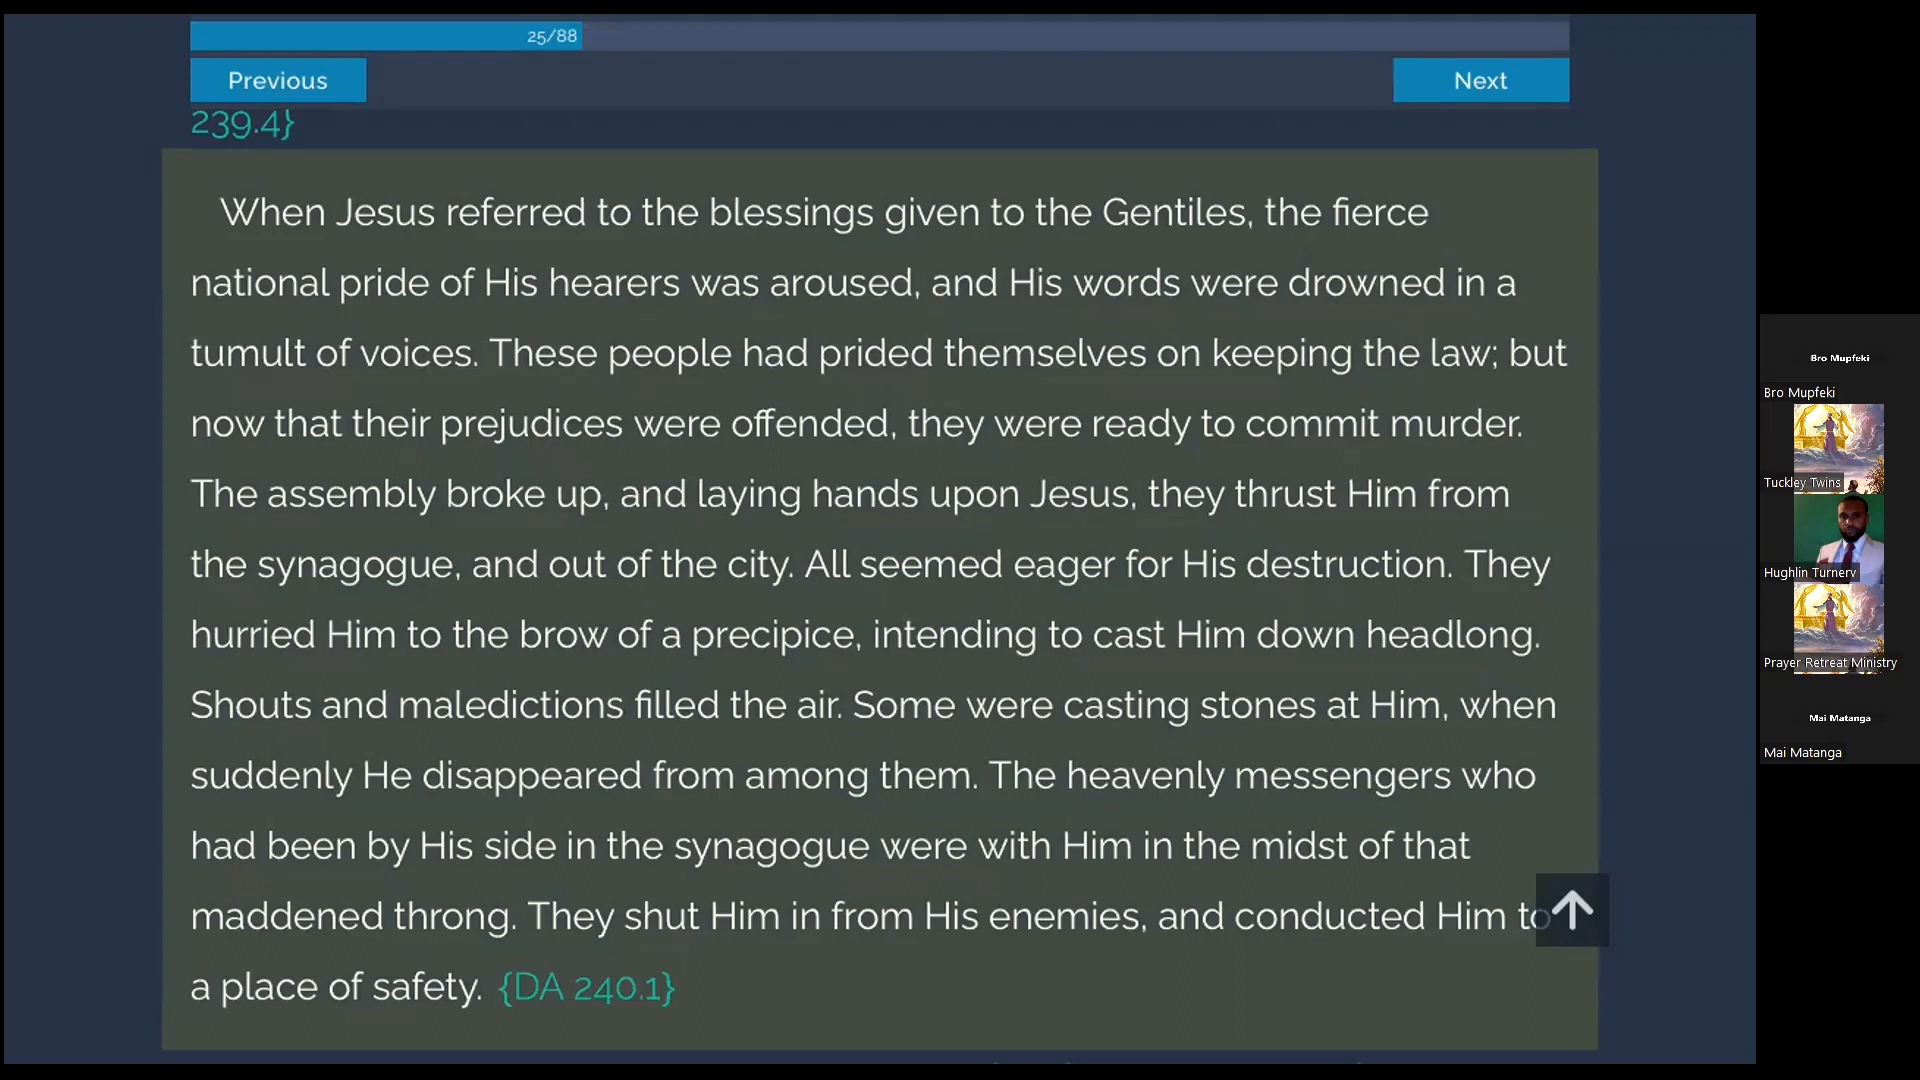 25/88
Previous
Next
239.4}
When Jesus referred to the blessings given to the Gentiles, the fierce
national pride of His hearers was aroused, and His words were drowned in a
tumult of voices. These people had prided themselves on keeping the law; but
now that their prejudices were offended, they were ready to commit murder.
The assembly broke up, and laying hands upon Jesus, they thrust Him from
the synagogue, and out of the city. All seemed eager for His destruction. They
hurried Him to the brow of a precipice, intending to cast Him down headlong.
Shouts and maledictions filled the air. Some were casting stones at Him, when
suddenly He disappeared from among them. The heavenly messengers who
had been by His side in the synagogue were with Him in the midst of that
maddened throng. They shut Him in from His enemies, and conducted Him to
a place of safety. {DA 240.1}
Bro Mupfeki
Bro Mupfeki
Tuckley Twins
Hughlin Turnerv
Prayer Retreat Ministry
Mai Matanga
Mai Matanga